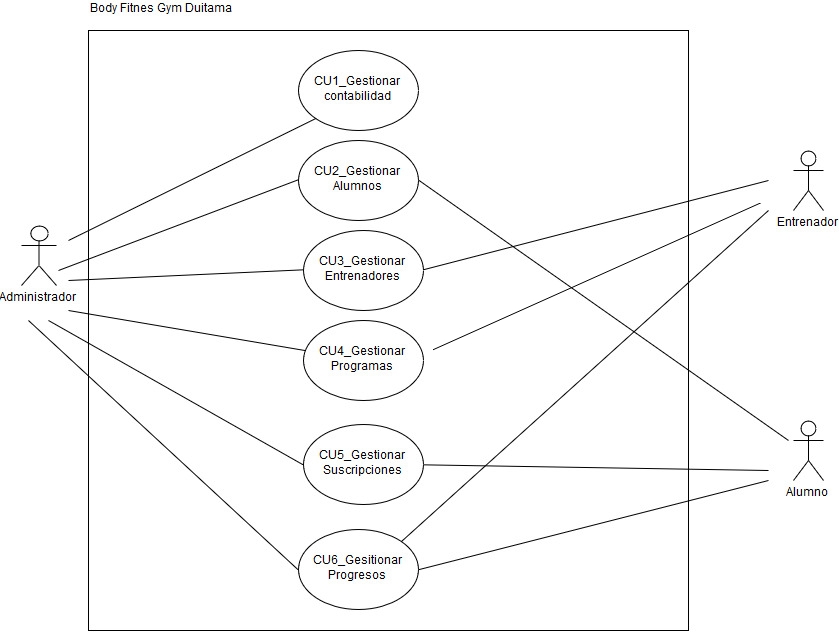 Body Fitnes Gym Duitama
CU1_Gestionar
contabilidad
CU2_Gestionar
Alumnos
CU3_Gestionar
Entrenadores
CU4_Gestionar
Programas
CU5_Gestionar
Suscripciones
CU6_Gesitionar
Progresos
Administrador
Entrenador
Alumno